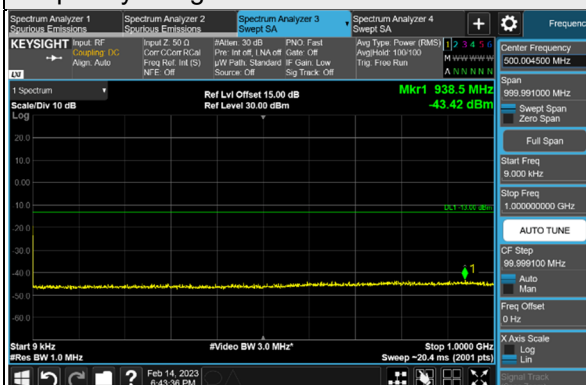 Spectrum Analyzer 1
Spurious Emissions
Spectrum Analyzer 2
Spurious Emissions
Spectrum Analyzer 3
Swept SA
Spectrum Analyzer 4
Swept SA
+
Frequency
KEYSIGHT
Input: RF
Coupling: DC
Align: Auto
Input Z: 50 Ω
Corr CCorr RCal
Freq Ref: Int (S)
NFE: Off
#Atten: 30 dB
Pre: Int off, LNA off
µW Path: Standard
Source: Off
PNO: Fast
Gate: Off
IF Gain: Low
Sig Track: Off
Avg Type: Power (RMS)
Avg|Hold: 100/100
Trig: Free Run
1 2 3 4 5 6
M W W W W W
A N N N N N
LXI
1 Spectrum
Scale/Div 10 dB
Log
Ref Lvl Offset 15.00 dB
Ref Level 30.00 dBm
Mkr1 938.5 MHz
-43.42 dBm
20.0
10.0
0.00
-10.0
-20.0
-30.0
-40.0
-50.0
-60.0
DL1 -13.00 dBm
1
Start 9 kHz
#Res BW 1.0 MHz
#Video BW 3.0 MHz*
Stop 1.0000 GHz
Sweep ~20.4 ms (2001 pts)
Feb 14, 2023
6:43:36 PM
Center Frequency
500.004500 MHz
Span
999.991000 MHz
Swept Span
Zero Span
Full Span
Start Freq
9.000 kHz
Stop Freq
1.000000000 GHz
AUTO TUNE
CF Step
99.999100 MHz
Auto
Man
Freq Offset
0 Hz
X Axis Scale
Log
Lin
Signal Track